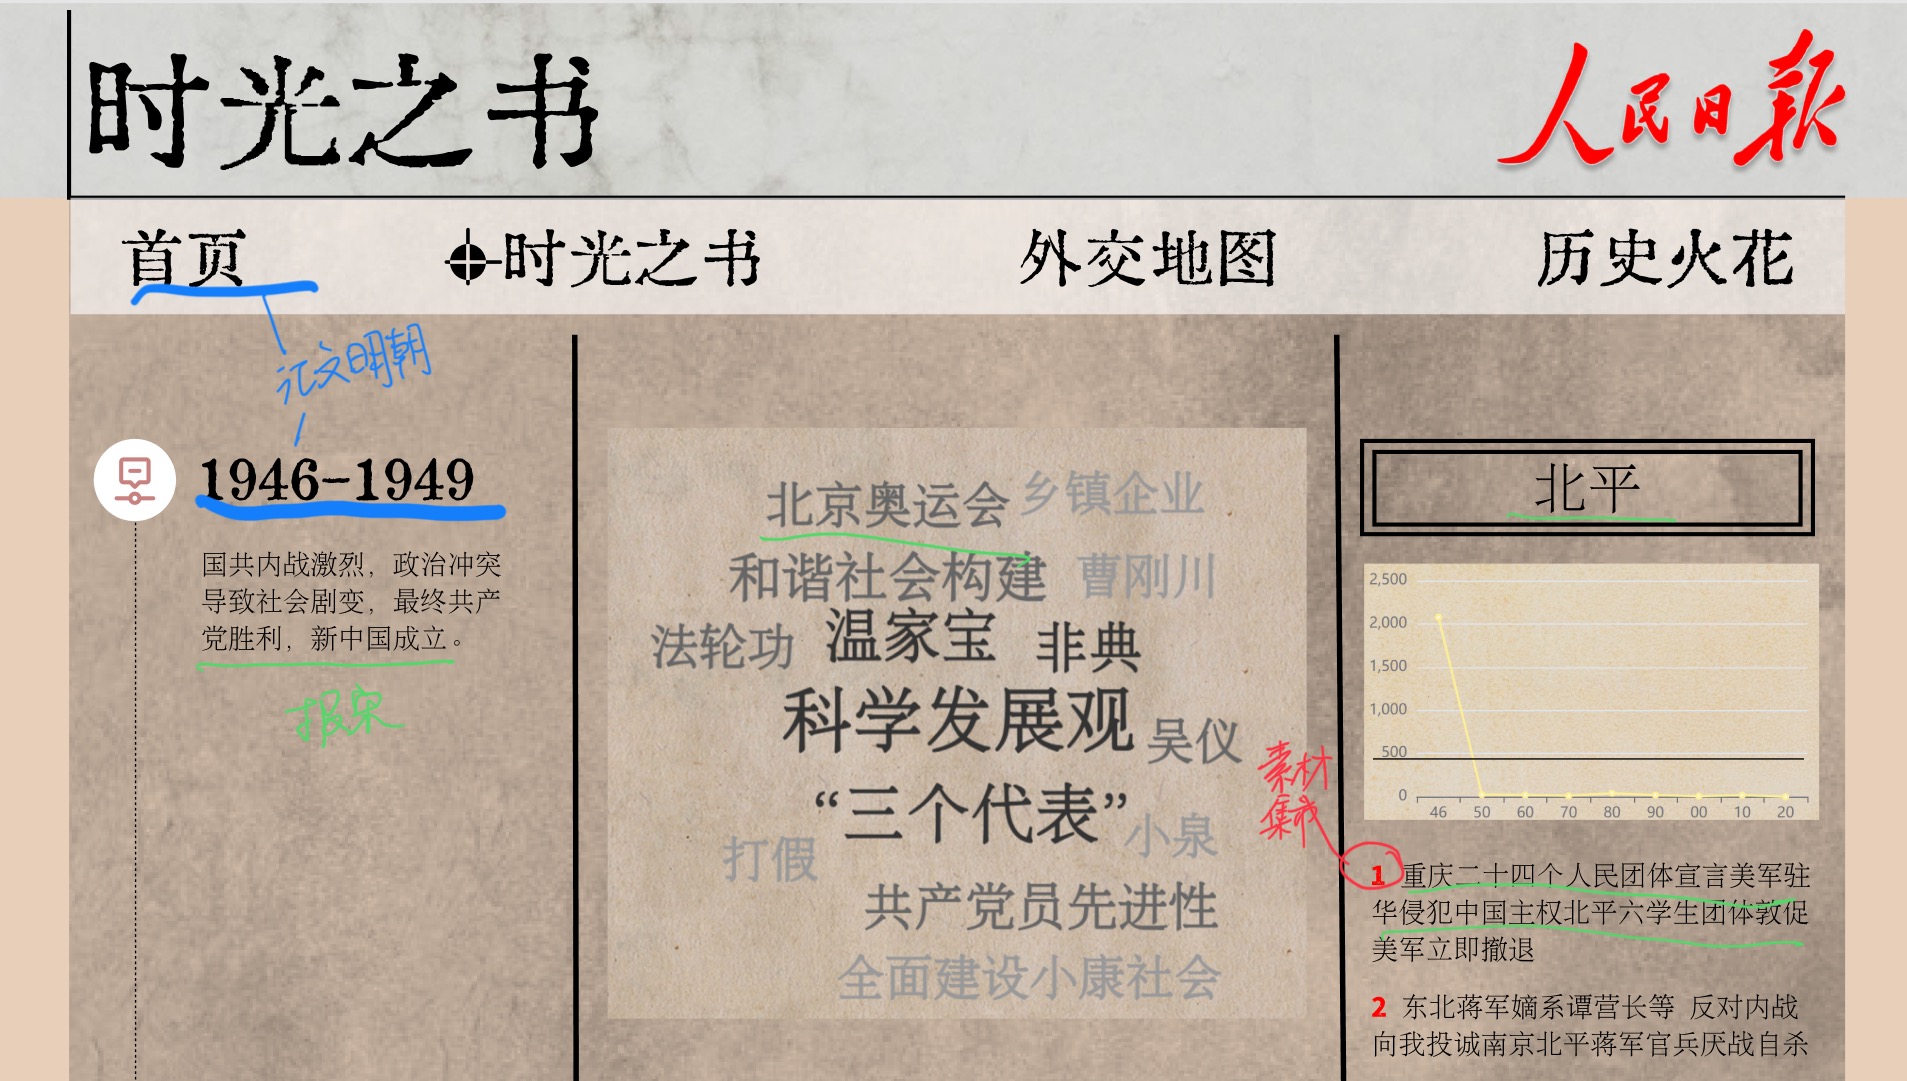 时光之书
人民日报
首页
时光之书
外交地图
历史火花
汇文明朝
1946-1949
国共内战激烈，政治冲突
导致社会剧变，最终共产
党胜利，新中国成立。
报宋
北京奥运会
乡镇企业
和谐社会构建
曹刚川
法轮功
温家宝
非典
科学发展观
吴仪
“三个代表”
小泉
打假
共产党员先进性
全面建设小康社会
素材
集成
北平
2,500
2,000
1,500
1,000
500
0
46 50 60 70 80 90 00 10 20
1 重庆二十四个人民团体宣言美军驻
华侵犯中国主权北平六学生团体敦促
美军立即撤退
2 东北蒋军嫡系谭营长等 反对内战
向我投诚南京北平蒋军官兵厌战自杀